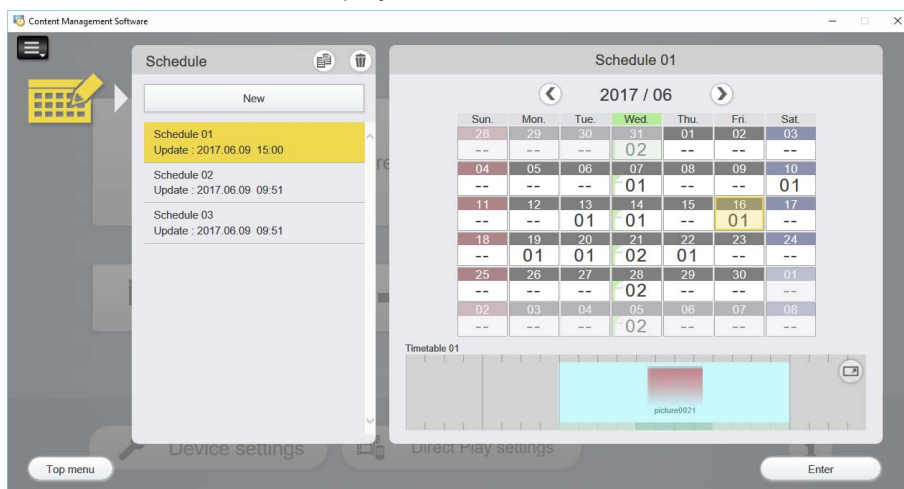 Content Management Software
Schedule
New
Schedule 01
Update : 2017.06.09 15:00
Schedule 02
Update : 2017.06.09 09:51
Schedule 03
Update : 2017.06.09 09:51
Schedule 01
2017 / 06
Sun. Mon. Tue. Wed. Thu. Fri. Sat.
28 29 30 31 01 02 03
-- -- -- 02 -- -- --
04 05 06 07 08 09 10
-- -- -- 01 -- -- 01
11 12 13 14 15 16 17
-- -- 01 01 -- 01 --
18 19 20 21 22 23 24
-- 01 01 02 01 -- --
25 26 27 28 29 30 01
-- -- -- 02 -- -- --
02 03 04 05 06 07 08
-- -- -- 02 -- -- --
Timetable 01
picture0021
Device settings
Direct Play settings
Top menu
Enter